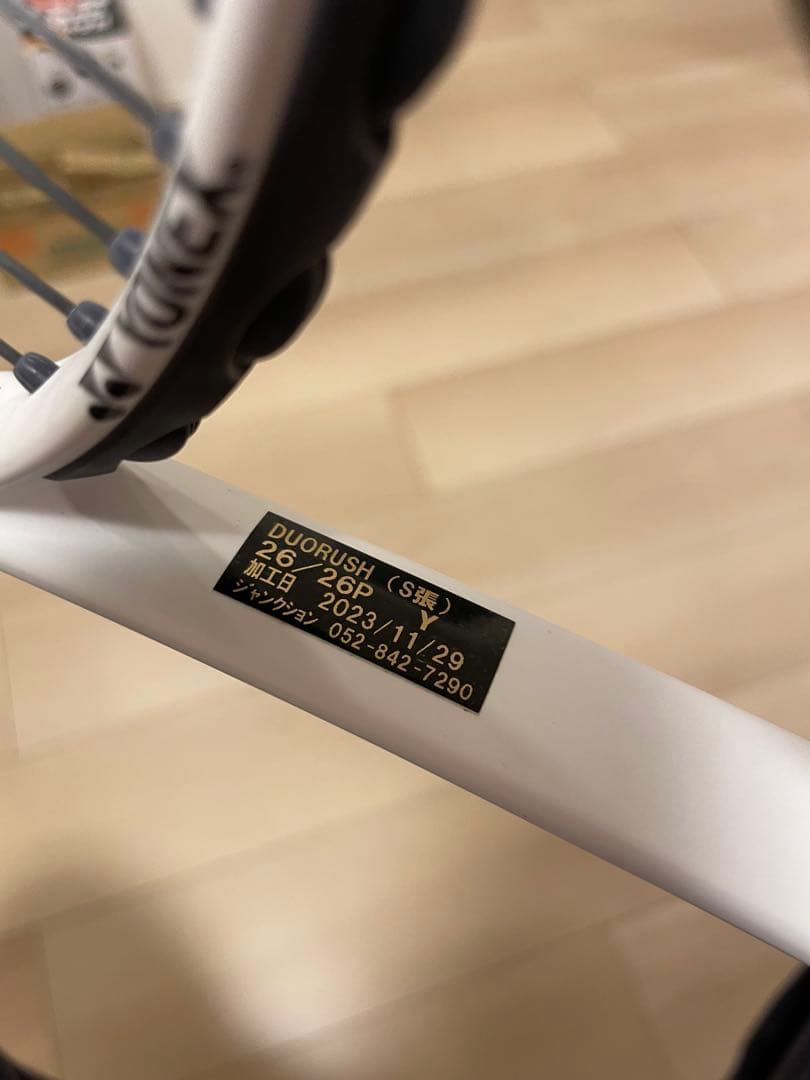 YONEX
DUORUSH (S張)
26/26P Y
加工日 2023/11/29
ジャンクション 052-842-7290